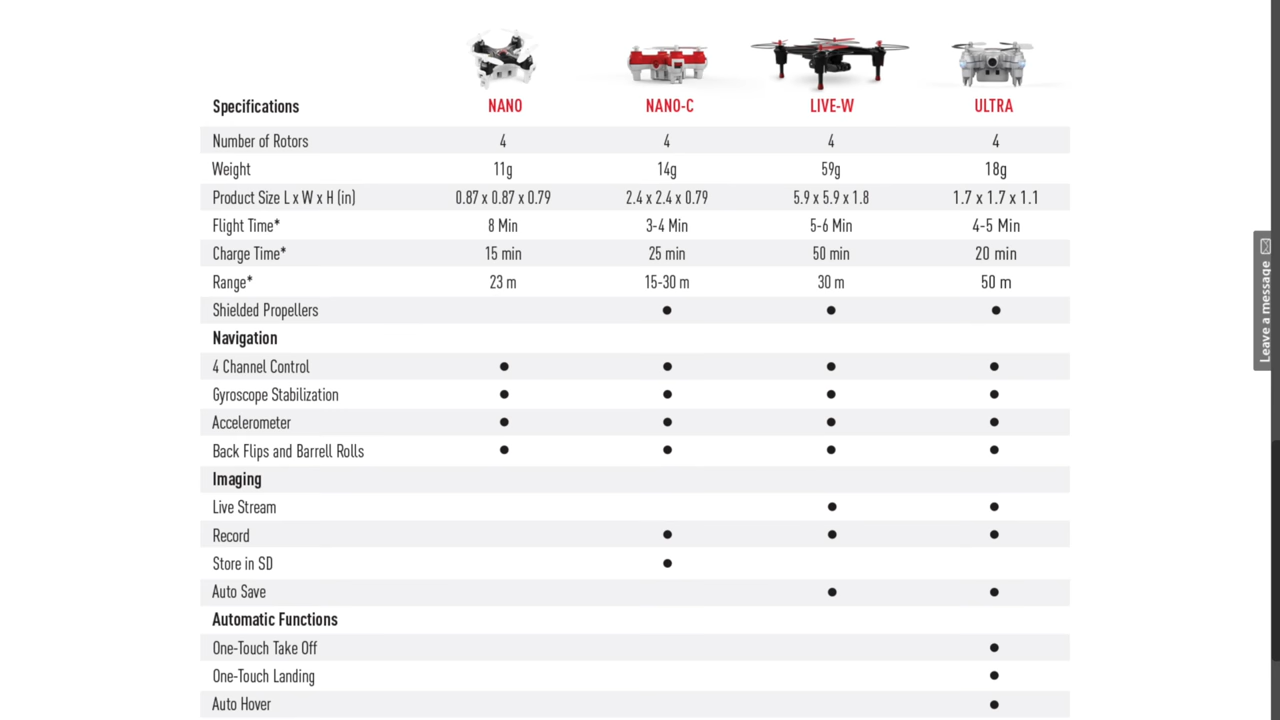 Specifications NANO NANO-C LIVE-W ULTRA
Number of Rotors 4 4 4 4
Weight 11g 14g 59g 18g
Product Size L x W x H (in) 0.87 x 0.87 x 0.79 2.4 x 2.4 x 0.79 5.9 x 5.9 x 1.8 1.7 x 1.7 x 1.1
Flight Time* 8 Min 3-4 Min 5-6 Min 4-5 Min
Charge Time* 15 min 25 min 50 min 20 min
Range* 23 m 15-30 m 30 m 50 m
Shielded Propellers ● ● ●
Navigation
4 Channel Control ● ● ● ●
Gyroscope Stabilization ● ● ● ●
Accelerometer ● ● ● ●
Back Flips and Barrell Rolls ● ● ● ●
Imaging
Live Stream ● ●
Record ● ● ●
Store in SD ●
Auto Save ● ●
Automatic Functions
One-Touch Take Off ●
One-Touch Landing ●
Auto Hover ●
Leave a message